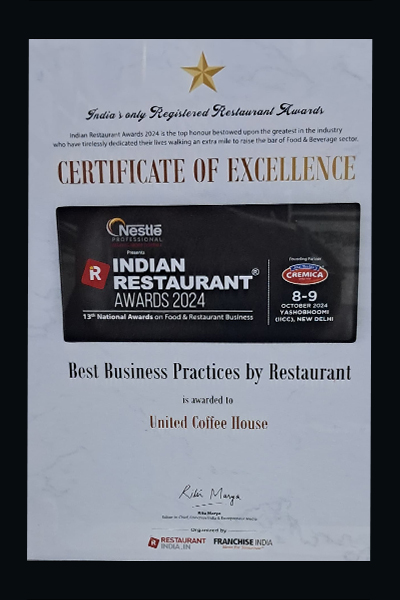 India's only Registered Restaurant Awards
Indian Restaurant Awards 2024 is the top honour bestowed upon the greatest in the industry
who have tirelessly dedicated their lives walking an extra mile to raise the bar of Food & Beverage sector.
CERTIFICATE OF EXCELLENCE
Nestlé
PROFESSIONAL
Presents
R INDIAN
RESTAURANT®
AWARDS 2024
13th National Awards on Food & Restaurant Business
Founding Partner
CREMICA
8-9
OCTOBER 2024
YASHOBHOOMI
(IICC), NEW DELHI
Best Business Practices by Restaurant
is awarded to
United Coffee House
Ritu Marya
Ritu Marya
Organised by
R RESTAURANT
INDIA.IN
FRANCHISE INDIA